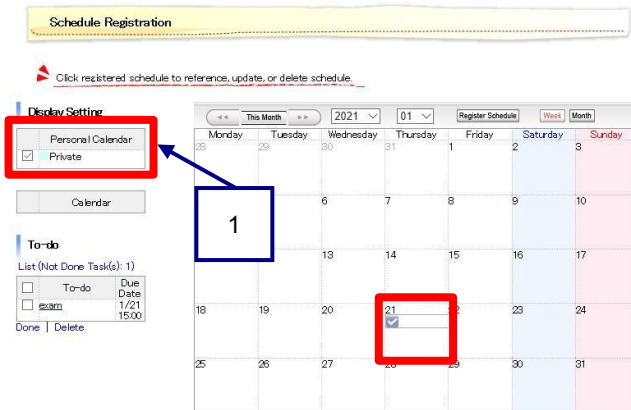 Schedule Registration
Click registered schedule to reference, update, or delete schedule.
Display Setting
Personal Calendar
Private
Calendar
To-do
List (Not Done Task(s): 1)
To-do Due Date
exam 1/21 15:00
Done | Delete
This Month 2021 01 Register Schedule Week Month
Monday Tuesday Wednesday Thursday Friday Saturday Sunday
28 29 30 31 1 2 3
6 7 8 9 10
1
13 14 15 16 17
18 19 20 21 22 23 24
25 26 27 28 29 30 31